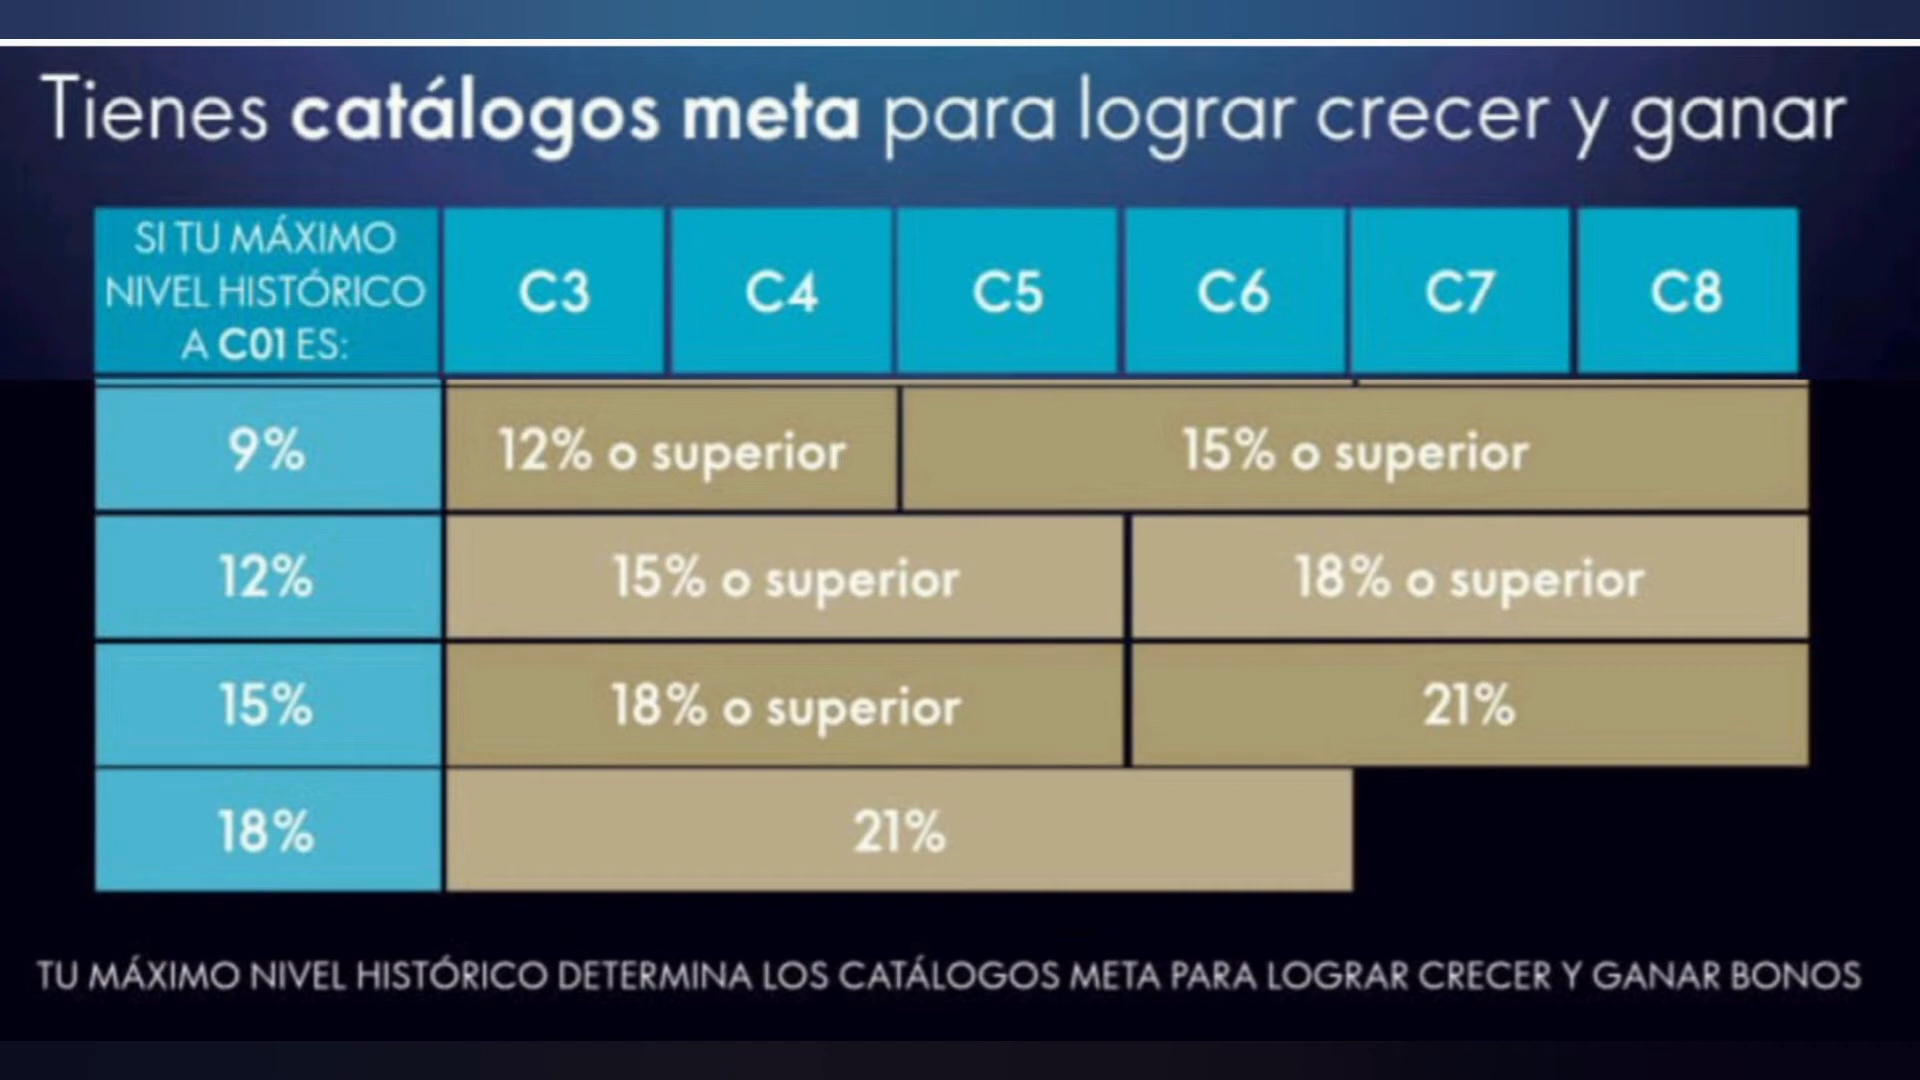 Tienes catálogos meta para lograr crecer y ganar
SI TU MÁXIMO
NIVEL HISTÓRICO
A C01 ES:
C3 C4 C5 C6 C7 C8
9% 12% o superior 15% o superior
12% 15% o superior 18% o superior
15% 18% o superior 21%
18% 21%
TU MÁXIMO NIVEL HISTÓRICO DETERMINA LOS CATÁLOGOS META PARA LOGRAR CRECER Y GANAR BONOS